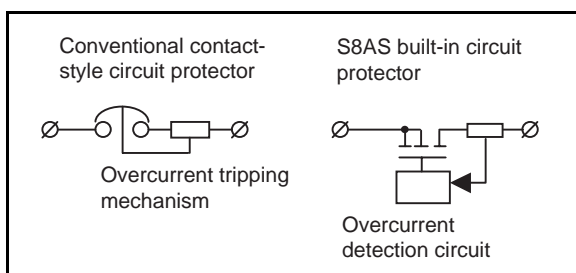 Conventional contact-
style circuit protector
Overcurrent tripping
mechanism
S8AS built-in circuit
protector
Overcurrent
detection circuit